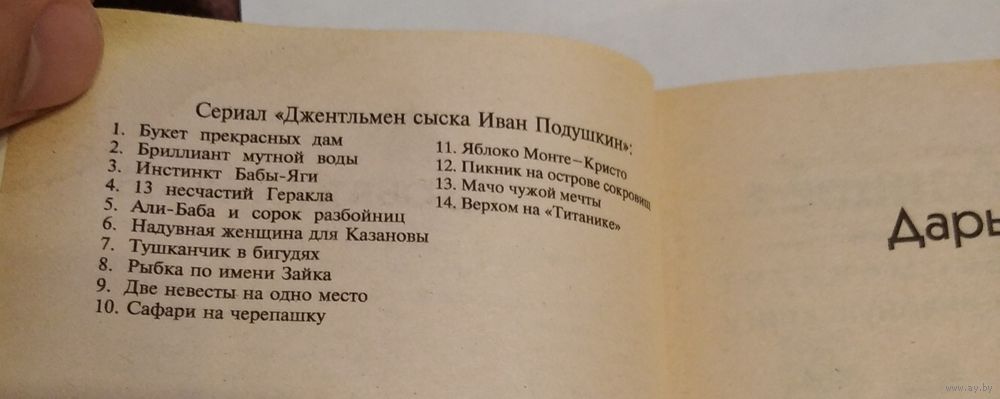 Сериал «Джентльмен сыска Иван Подушкин»:
1. Букет прекрасных дам
2. Бриллиант мутной воды
3. Инстинкт Бабы-Яги
4. 13 несчастий Геракла
5. Али-Баба и сорок разбойниц
6. Надувная женщина для Казановы
7. Тушканчик в бигудях
8. Рыбка по имени Зайка
9. Две невесты на одно место
10. Сафари на черепашку
11. Яблоко Монте-Кристо
12. Пикник на острове сокровищ
13. Мачо чужой мечты
14. Верхом на «Титанике»
Дарь
www.ay.by